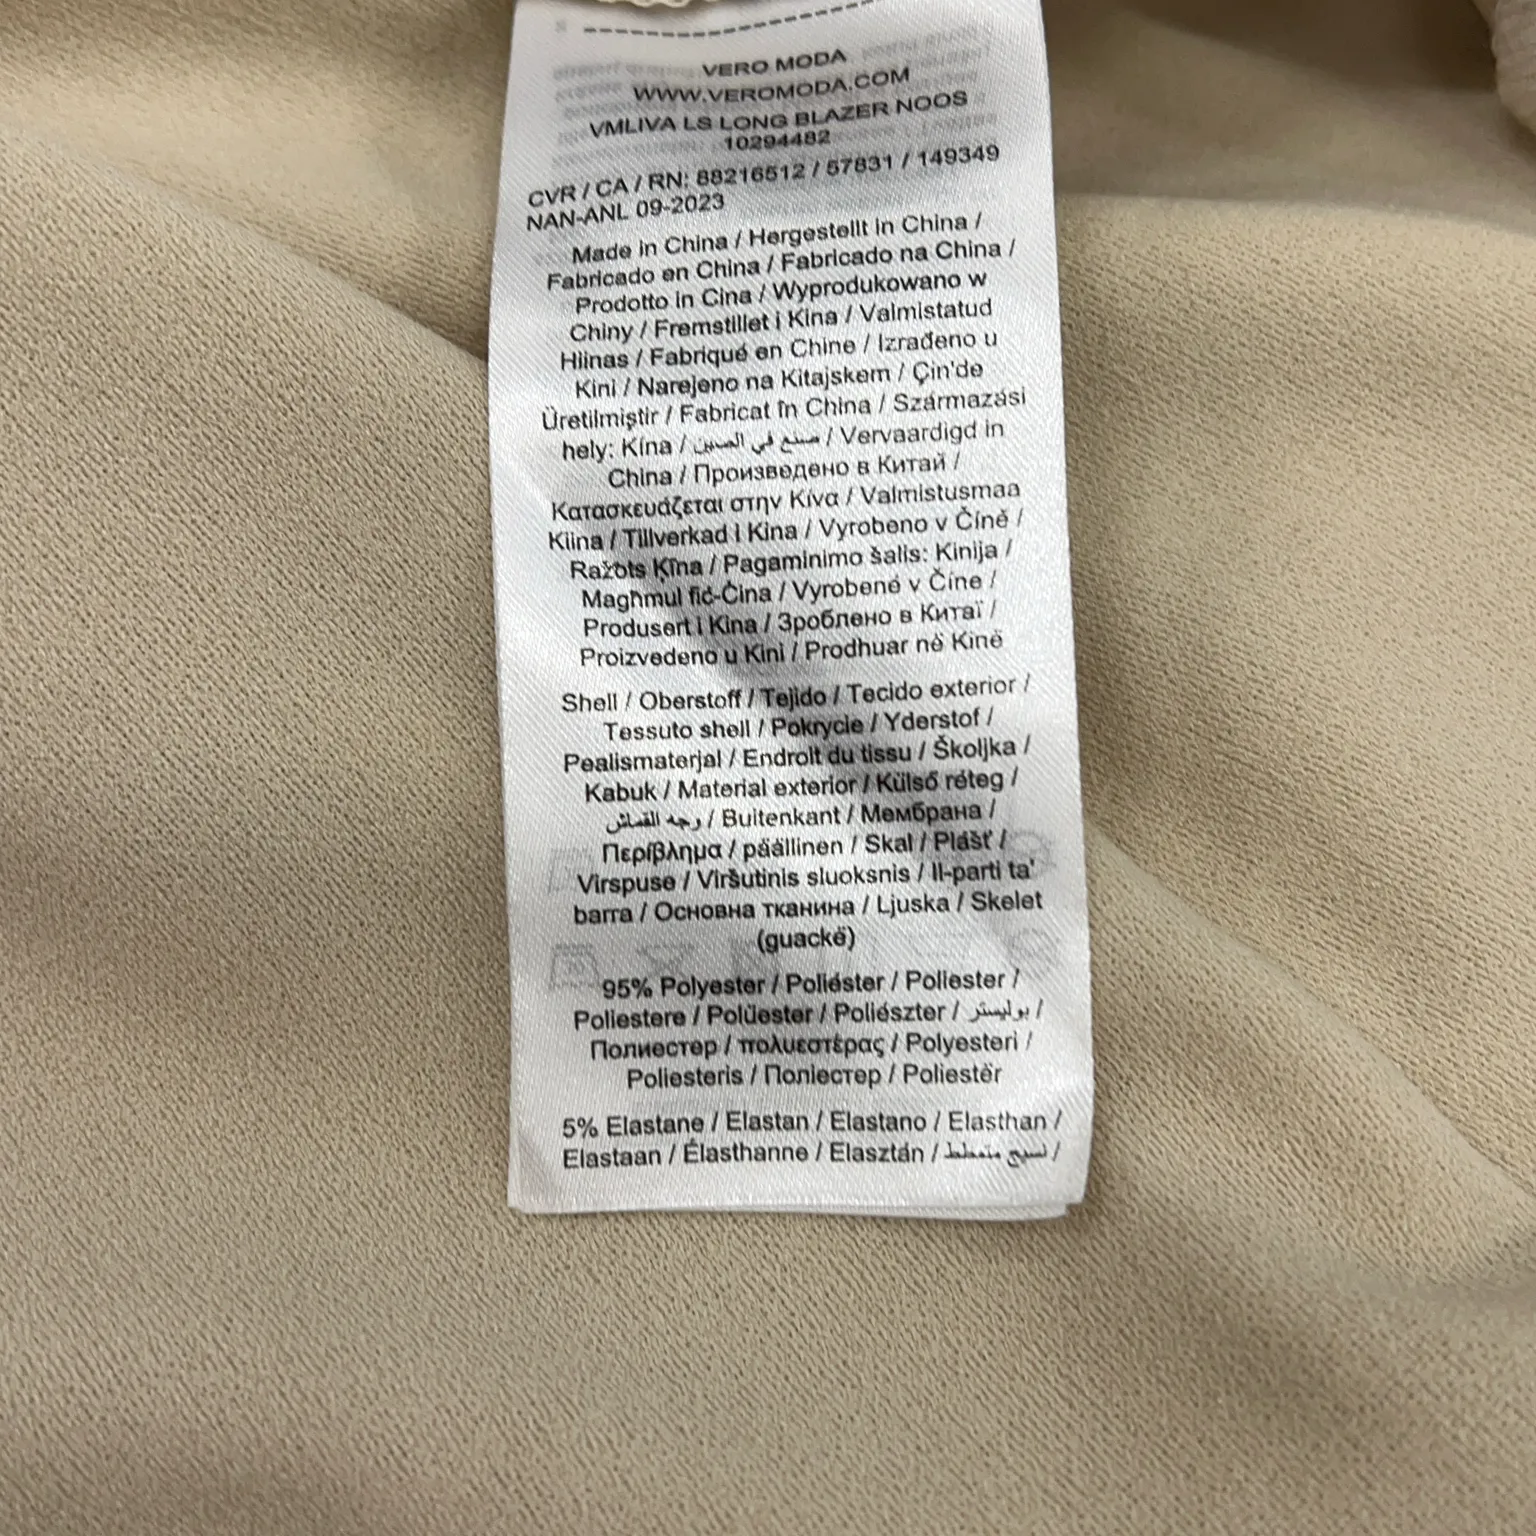 VERO MODA
WWW.VEROMODA.COM
VMLIVA LS LONG BLAZER NOOS
10294482
CVR / CA / RN: 88216512 / 57831 / 149349
NAN-ANL 09-2023
Made in China / Hergestellt in China /
Fabricado en China / Fabricado na China /
Prodotto in Cina / Wyprodukowano w
Chiny / Fremstillet i Kina / Valmistatud
Hiinas / Fabriqué en Chine / Izrađeno u
Kini / Narejeno na Kitajskem / Çin'de
Üretilmiştir / Fabricat în China / Származási
hely: Kína / صنع في الصين / Vervaardigd in
China / Произведено в Китай /
Κατασκευάζεται στην Κίνα / Valmistusmaa
Kiina / Tillverkad i Kina / Vyrobeno v Číně /
Ražots Ķīna / Pagaminimo šalis: Kinija /
Magħmul fiċ-Ċina / Vyrobené v Číne /
Produsert i Kina / Зроблено в Китаї /
Proizvedeno u Kini / Prodhuar në Kinë
Shell / Oberstoff / Tejido / Tecido exterior /
Tessuto shell / Pokrycie / Yderstof /
Pealismaterjal / Endroit du tissu / Školjka /
Kabuk / Material exterior / Külső réteg /
وجه القماش / Buitenkant / Мембрана /
Περίβλημα / päällinen / Skal / Plášť /
Virspuse / Viršutinis sluoksnis / Il-parti ta'
barra / Основна тканина / Ljuska / Skelet
(guackë)
95% Polyester / Poliéster / Poliester /
Poliestere / Polüester / Poliészter / بوليستر /
Полиестер / πολυεστέρας / Polyesteri /
Poliesteris / Поліестер / Poliestër
5% Elastane / Elastan / Elastano / Elasthan /
Elastaan / Élasthanne / Elasztán / نسيج متمطط /